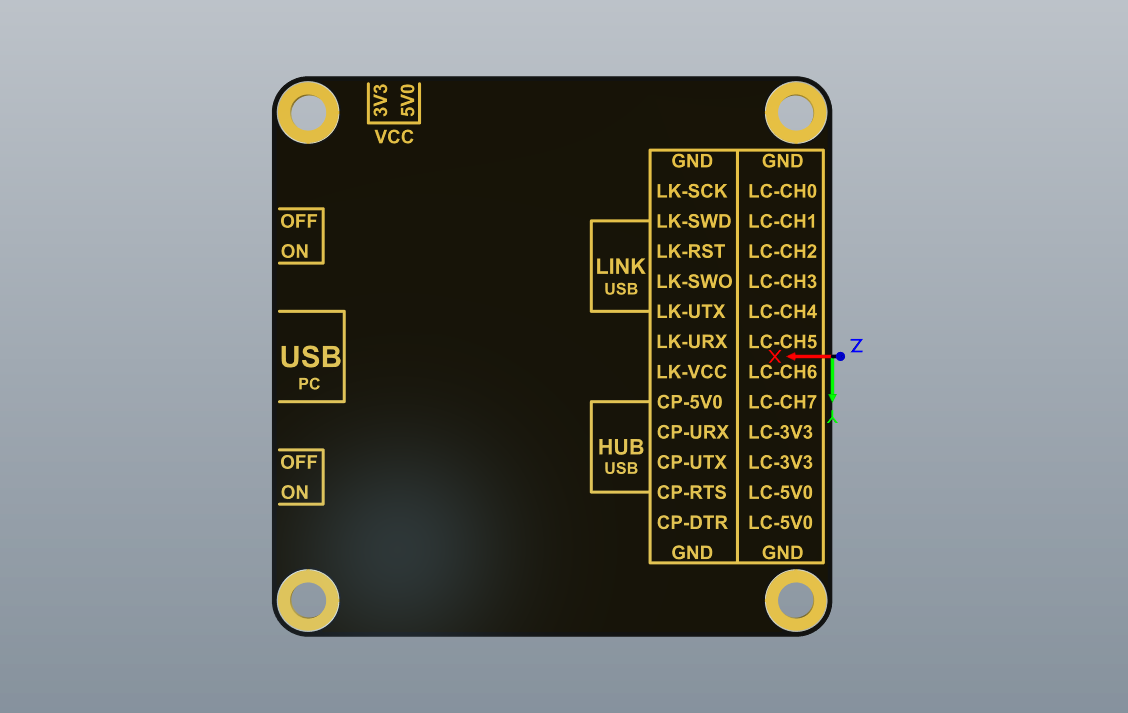 3V3
5V0
VCC
OFF
ON
USB
PC
OFF
ON
LINK
USB
HUB
USB
GND GND
LK-SCK LC-CH0
LK-SWD LC-CH1
LK-RST LC-CH2
LK-SWO LC-CH3
LK-UTX LC-CH4
LK-URX LC-CH5
LK-VCC LC-CH6
CP-5V0 LC-CH7
CP-URX LC-3V3
CP-UTX LC-3V3
CP-RTS LC-5V0
CP-DTR LC-5V0
GND GND
X
Z
Y